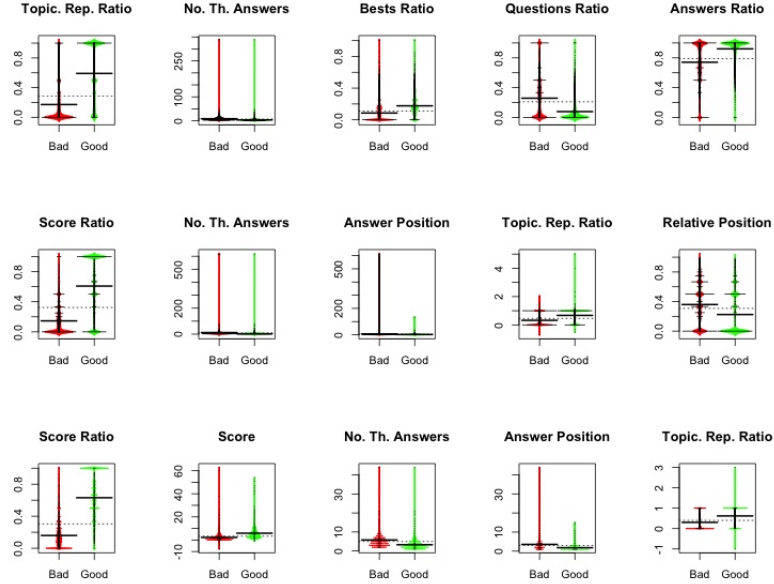 Topic. Rep. Ratio No. Th. Answers Bests Ratio Questions Ratio Answers Ratio
0.0 0.4 0.8 0 100 250 0.0 0.4 0.8 0.0 0.4 0.8 0.0 0.4 0.8
Bad Good Bad Good Bad Good Bad Good Bad Good
Score Ratio No. Th. Answers Answer Position Topic. Rep. Ratio Relative Position
0.0 0.4 0.8 0 200 500 0 200 500 0 2 4 0.0 0.4 0.8
Bad Good Bad Good Bad Good Bad Good Bad Good
Score Ratio Score No. Th. Answers Answer Position Topic. Rep. Ratio
0.0 0.4 0.8 -10 20 40 60 0 10 30 0 10 30 -1 0 1 2 3
Bad Good Bad Good Bad Good Bad Good Bad Good